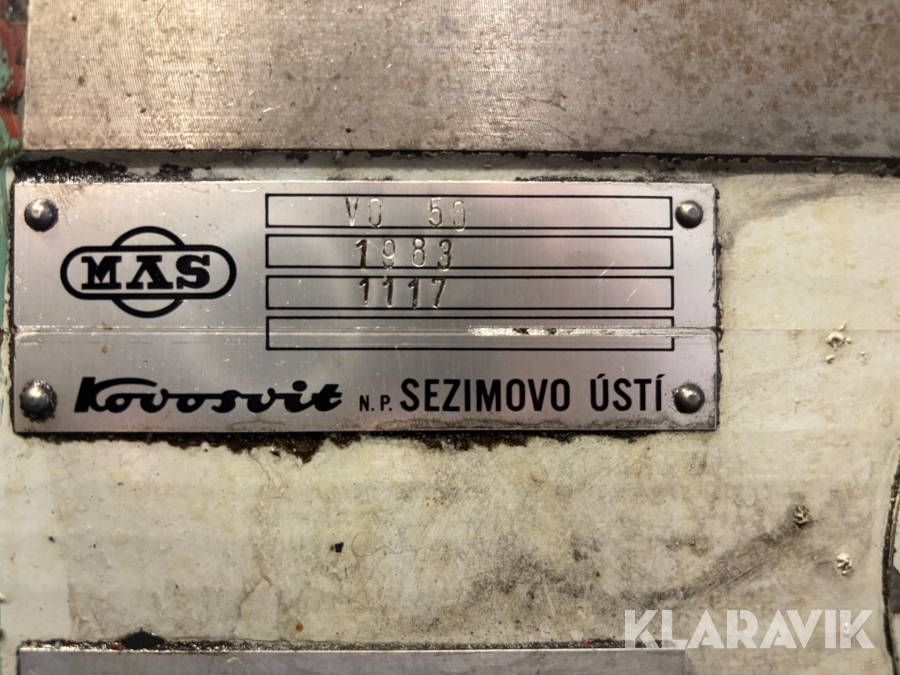 VO 50
MAS
1983
1117
Kovosvit N.P. SEZIMOVO ÚSTÍ
KLARAVIK